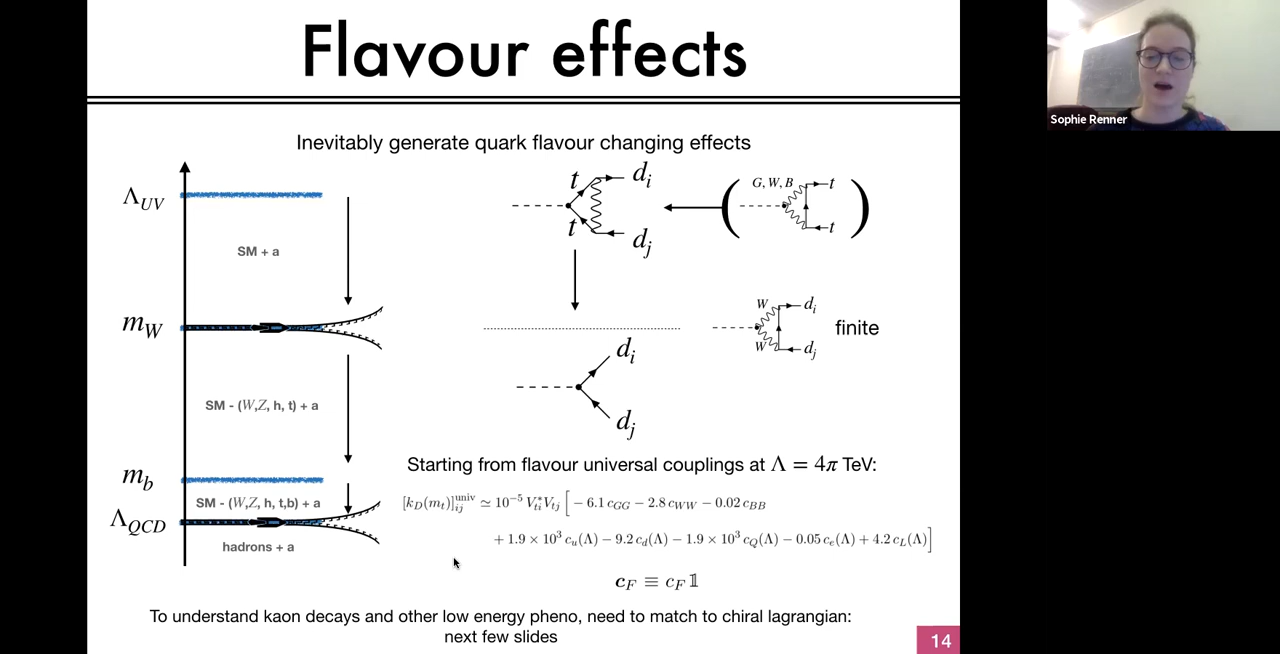 Flavour effects
Sophie Renner
Inevitably generate quark flavour changing effects
Λ_UV
SM + a
m_W
SM - (W,Z, h, t) + a
m_b
SM - (W,Z, h, t,b) + a
Λ_QCD
hadrons + a
t d_i
t d_j
( G, W, B t
t )
W d_i
W d_j
finite
d_i
d_j
Starting from flavour universal couplings at Λ = 4π TeV:
[k_D(m_t)]_ij^univ ≃ 10^−5 V_ti^* V_tj [ − 6.1 c_GG − 2.8 c_WW − 0.02 c_BB
+ 1.9 × 10^3 c_u(Λ) − 9.2 c_d(Λ) − 1.9 × 10^3 c_Q(Λ) − 0.05 c_e(Λ) + 4.2 c_L(Λ)]
c_F ≡ c_F 𝟙
To understand kaon decays and other low energy pheno, need to match to chiral lagrangian:
next few slides
14